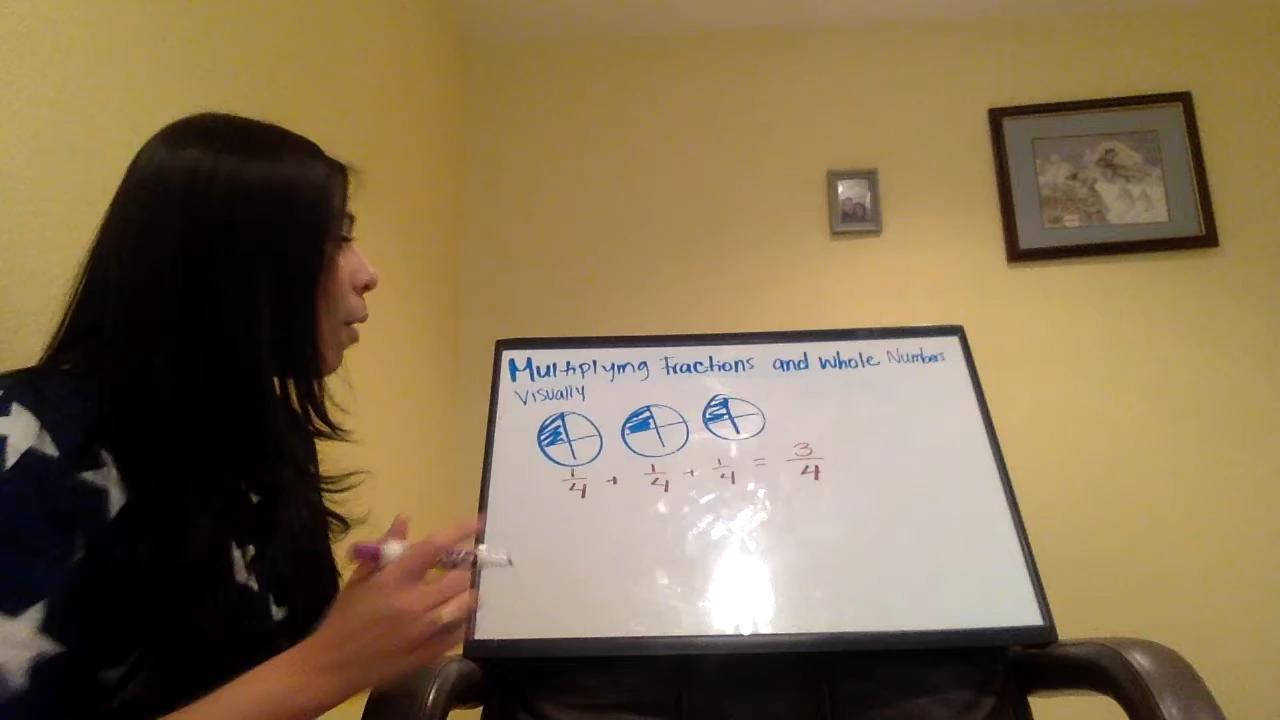 Multiplying Fractions and whole Numbers
Visually
1/4 + 1/4 + 1/4 = 3/4